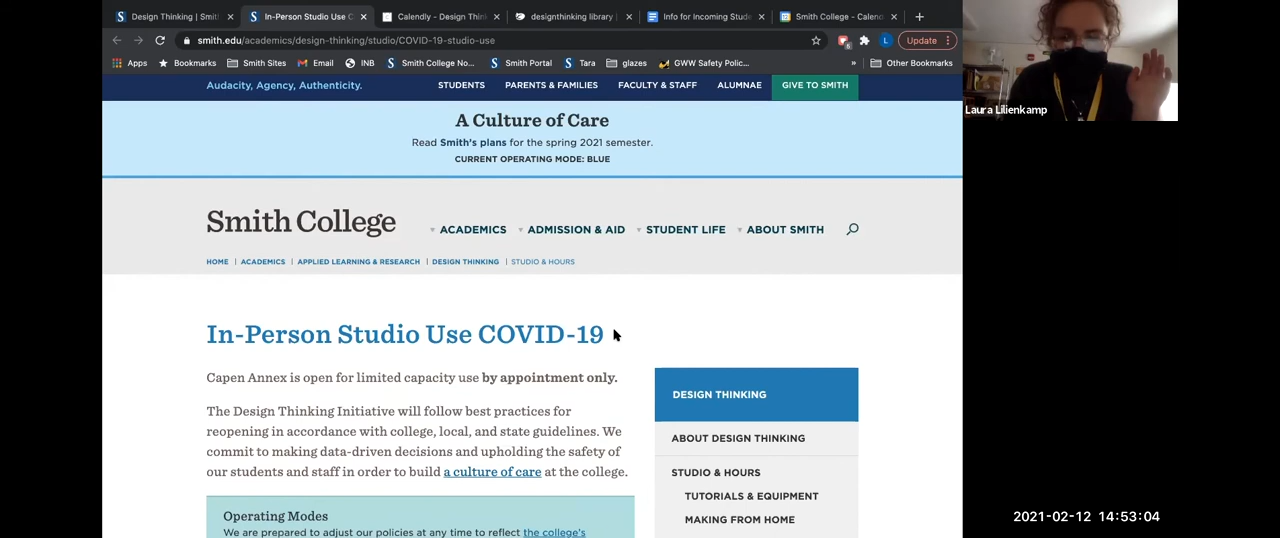 Design Thinking | Smit
In-Person Studio Use C
Calendly - Design Think
designthinking library |
Info for Incoming Stude
Smith College - Calend
smith.edu/academics/design-thinking/studio/COVID-19-studio-use
L
Update
Apps
Bookmarks
Smith Sites
Email
INB
Smith College No...
Smith Portal
Tara
glazes
GWW Safety Polic...
»
Other Bookmarks
Audacity, Agency, Authenticity.
STUDENTS
PARENTS & FAMILIES
FACULTY & STAFF
ALUMNAE
GIVE TO SMITH
Laura Lilienkamp
A Culture of Care
Read Smith's plans for the spring 2021 semester.
CURRENT OPERATING MODE: BLUE
Smith College
ACADEMICS
ADMISSION & AID
STUDENT LIFE
ABOUT SMITH
HOME | ACADEMICS | APPLIED LEARNING & RESEARCH | DESIGN THINKING | STUDIO & HOURS
In-Person Studio Use COVID-19
Capen Annex is open for limited capacity use by appointment only.
The Design Thinking Initiative will follow best practices for
reopening in accordance with college, local, and state guidelines. We
commit to making data-driven decisions and upholding the safety of
our students and staff in order to build a culture of care at the college.
Operating Modes
We are prepared to adjust our policies at any time to reflect the college's
DESIGN THINKING
ABOUT DESIGN THINKING
STUDIO & HOURS
TUTORIALS & EQUIPMENT
MAKING FROM HOME
2021-02-12 14:53:04